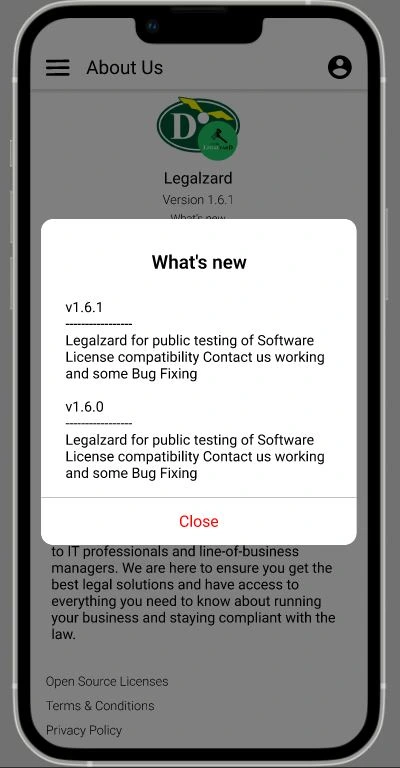 About Us
D
Legalzard
Version 1.6.1
What's new
What's new
v1.6.1
-----------------
Legalzard for public testing of Software
License compatibility Contact us working
and some Bug Fixing
v1.6.0
-----------------
Legalzard for public testing of Software
License compatibility Contact us working
and some Bug Fixing
Close
to IT professionals and line-of-business
managers. We are here to ensure you get the
best legal solutions and have access to
everything you need to know about running
your business and staying compliant with the
law.
Open Source Licenses
Terms & Conditions
Privacy Policy